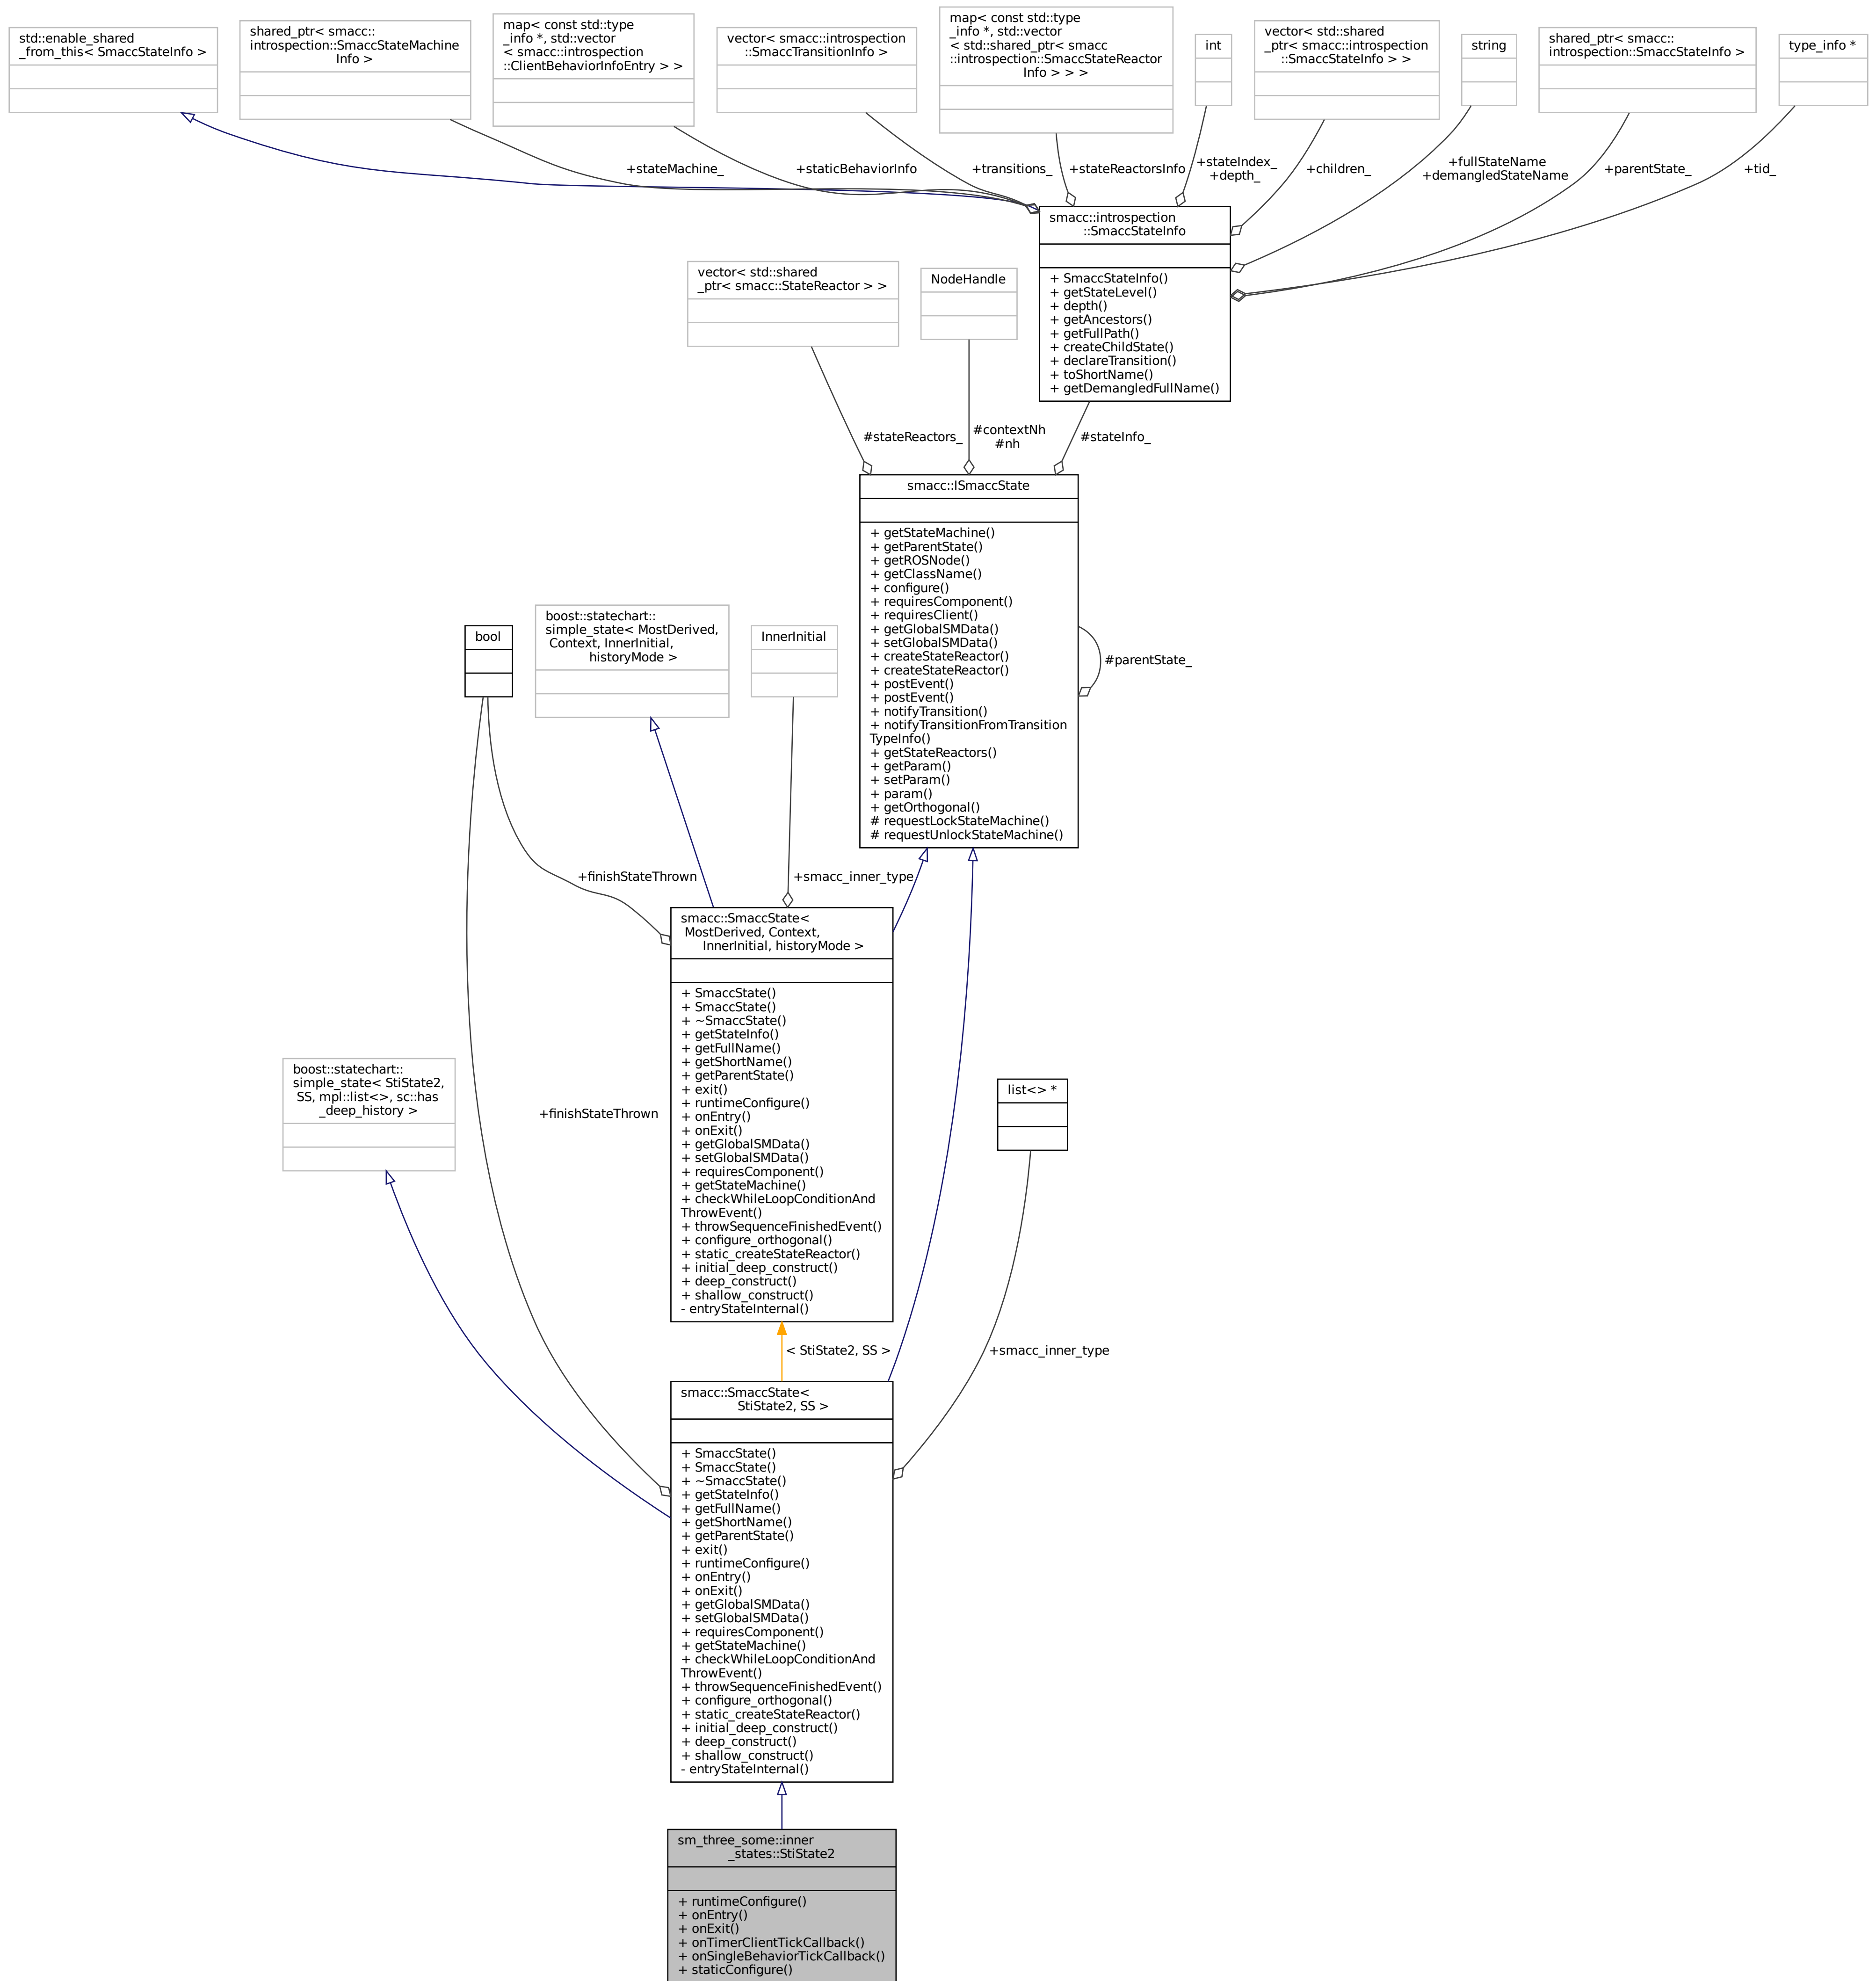 std::enable_shared
_from_this< SmaccStateInfo >
shared_ptr< smacc::
introspection::SmaccStateMachine
Info >
map< const std::type
_info *, std::vector
< smacc::introspection
::ClientBehaviorInfoEntry > >
vector< smacc::introspection
::SmaccTransitionInfo >
map< const std::type
_info *, std::vector
< std::shared_ptr< smacc
::introspection::SmaccStateReactor
Info > > >
int
vector< std::shared
_ptr< smacc::introspection
::SmaccStateInfo > >
string
shared_ptr< smacc::
introspection::SmaccStateInfo >
type_info *
+stateMachine_
+staticBehaviorInfo
+transitions_
+stateReactorsInfo
+stateIndex_
+depth_
+children_
+fullStateName
+demangledStateName
+parentState_
+tid_
smacc::introspection
::SmaccStateInfo
+ SmaccStateInfo()
+ getStateLevel()
+ depth()
+ getAncestors()
+ getFullPath()
+ createChildState()
+ declareTransition()
+ toShortName()
+ getDemangledFullName()
vector< std::shared
_ptr< smacc::StateReactor > >
NodeHandle
#stateReactors_
#contextNh
#nh
#stateInfo_
smacc::ISmaccState
+ getStateMachine()
+ getParentState()
+ getROSNode()
+ getClassName()
+ configure()
+ requiresComponent()
+ requiresClient()
+ getGlobalSMData()
+ setGlobalSMData()
+ createStateReactor()
+ createStateReactor()
+ postEvent()
+ postEvent()
+ notifyTransition()
+ notifyTransitionFromTransition
TypeInfo()
+ getStateReactors()
+ getParam()
+ setParam()
+ param()
+ getOrthogonal()
# requestLockStateMachine()
# requestUnlockStateMachine()
#parentState_
bool
boost::statechart::
simple_state< MostDerived,
Context, InnerInitial,
historyMode >
InnerInitial
+finishStateThrown
+smacc_inner_type
smacc::SmaccState<
MostDerived, Context,
InnerInitial, historyMode >
+ SmaccState()
+ SmaccState()
+ ~SmaccState()
+ getStateInfo()
+ getFullName()
+ getShortName()
+ getParentState()
+ exit()
+ runtimeConfigure()
+ onEntry()
+ onExit()
+ getGlobalSMData()
+ setGlobalSMData()
+ requiresComponent()
+ getStateMachine()
+ checkWhileLoopConditionAnd
ThrowEvent()
+ throwSequenceFinishedEvent()
+ configure_orthogonal()
+ static_createStateReactor()
+ initial_deep_construct()
+ deep_construct()
+ shallow_construct()
- entryStateInternal()
boost::statechart::
simple_state< StiState2,
SS, mpl::list<>, sc::has
_deep_history >
+finishStateThrown
list<> *
< StiState2, SS >
+smacc_inner_type
smacc::SmaccState<
StiState2, SS >
+ SmaccState()
+ SmaccState()
+ ~SmaccState()
+ getStateInfo()
+ getFullName()
+ getShortName()
+ getParentState()
+ exit()
+ runtimeConfigure()
+ onEntry()
+ onExit()
+ getGlobalSMData()
+ setGlobalSMData()
+ requiresComponent()
+ getStateMachine()
+ checkWhileLoopConditionAnd
ThrowEvent()
+ throwSequenceFinishedEvent()
+ configure_orthogonal()
+ static_createStateReactor()
+ initial_deep_construct()
+ deep_construct()
+ shallow_construct()
- entryStateInternal()
sm_three_some::inner
_states::StiState2
+ runtimeConfigure()
+ onEntry()
+ onExit()
+ onTimerClientTickCallback()
+ onSingleBehaviorTickCallback()
+ staticConfigure()